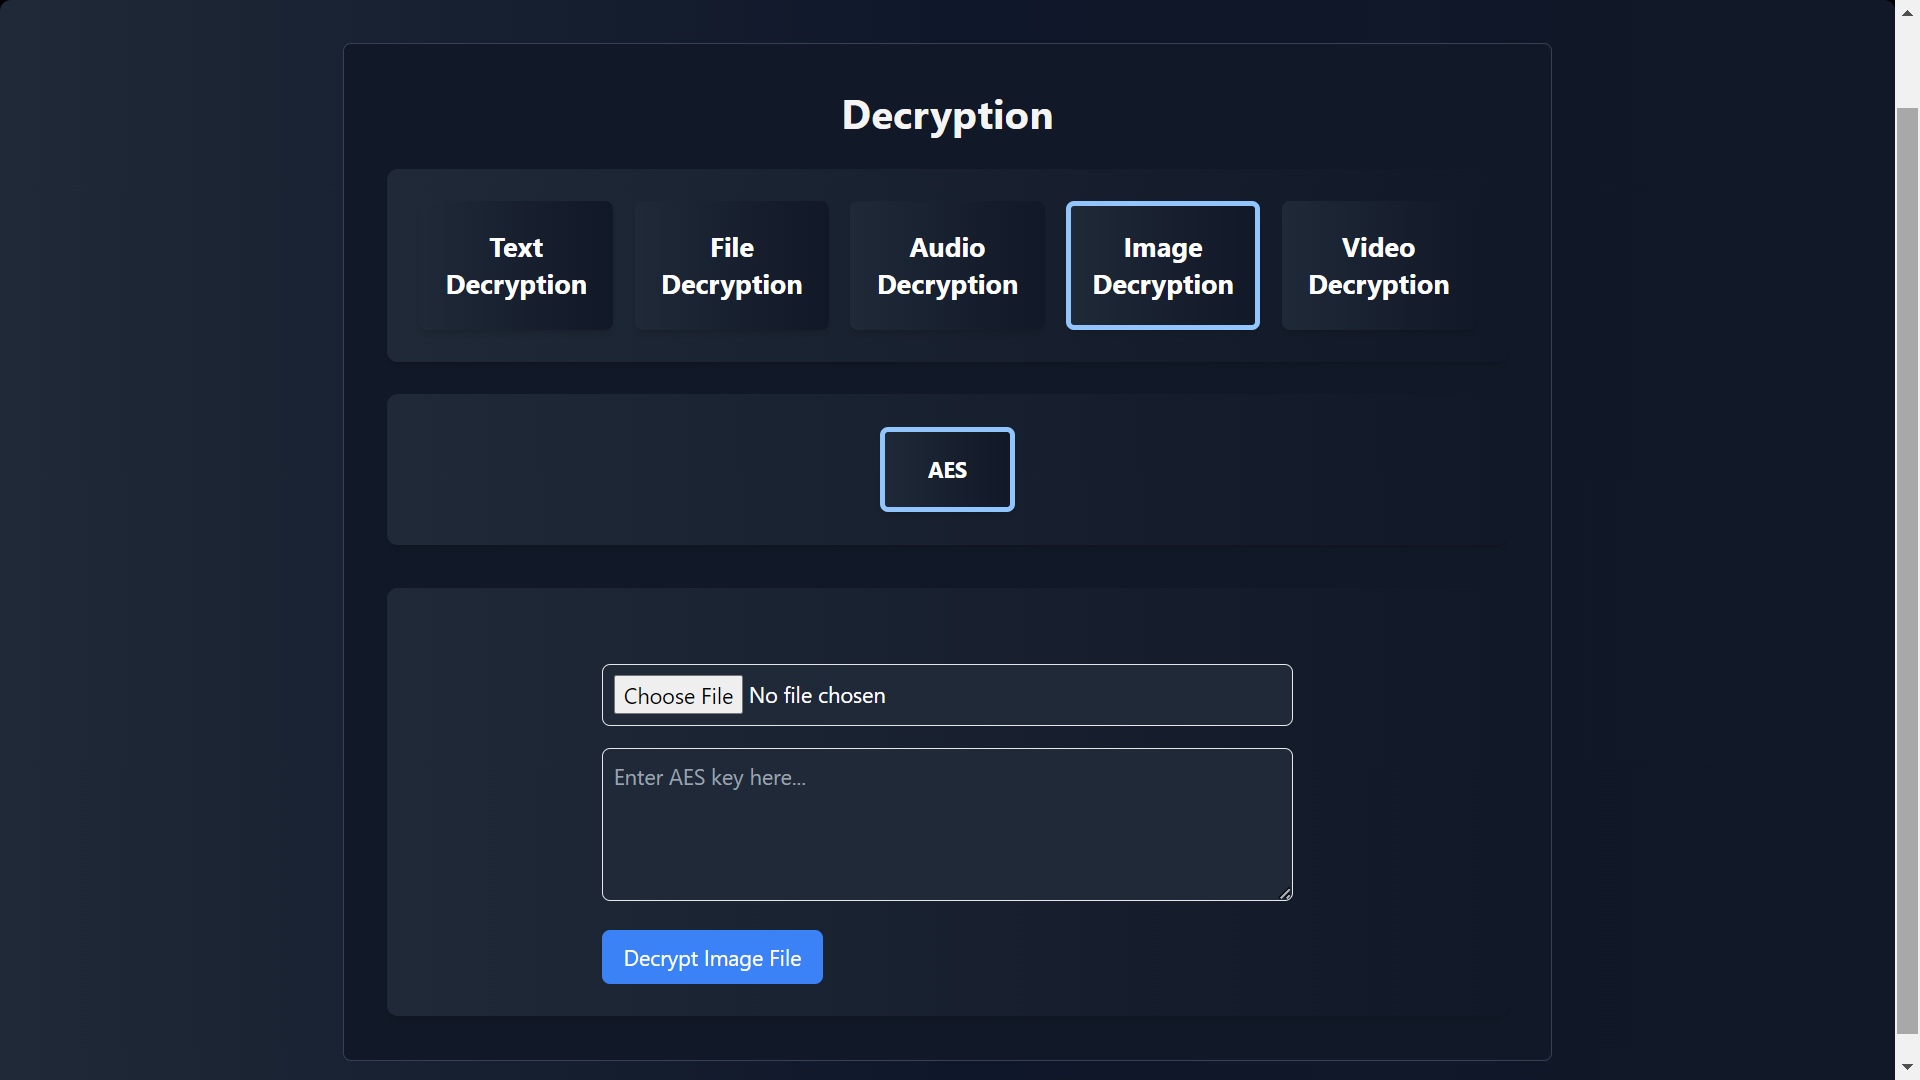 Decryption
Text
Decryption
File
Decryption
Audio
Decryption
Image
Decryption
Video
Decryption
AES
Choose File No file chosen
Enter AES key here...
Decrypt Image File